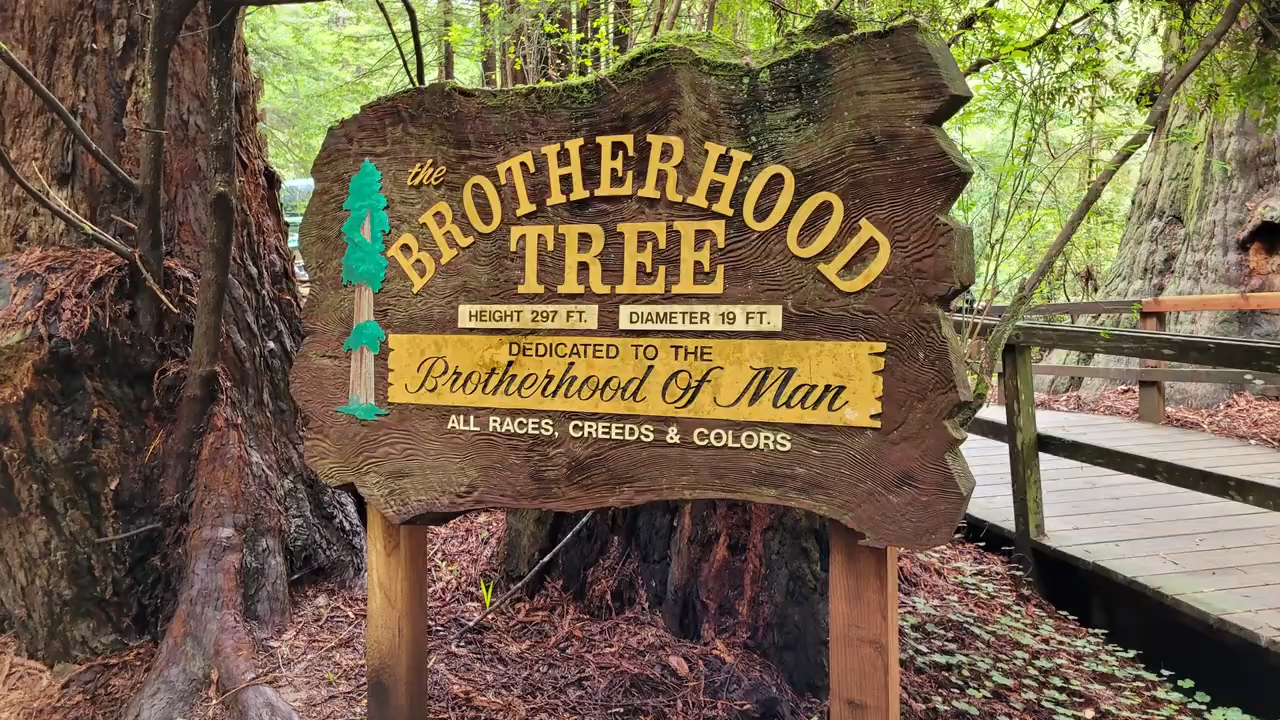 the
BROTHERHOOD
TREE
HEIGHT 297 FT. DIAMETER 19 FT.
DEDICATED TO THE
Brotherhood Of Man
ALL RACES, CREEDS & COLORS